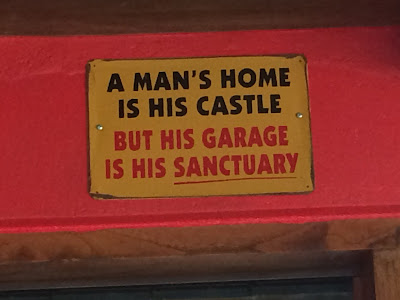 A MAN'S HOME
IS HIS CASTLE
BUT HIS GARAGE
IS HIS SANCTUARY